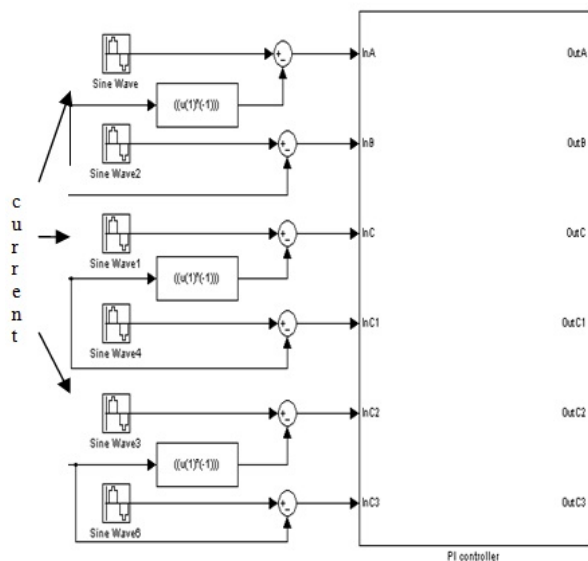 InA
OutA
Sine Wave
((u(1)*(-1)))
InB
OutB
Sine Wave2
c
u
r
r
e
n
t
InC
OutC
Sine Wave1
((u(1)*(-1)))
InC1
OutC1
Sine Wave4
InC2
OutC2
Sine Wave3
((u(1)*(-1)))
InC3
OutC3
Sine Wave6
PI controller